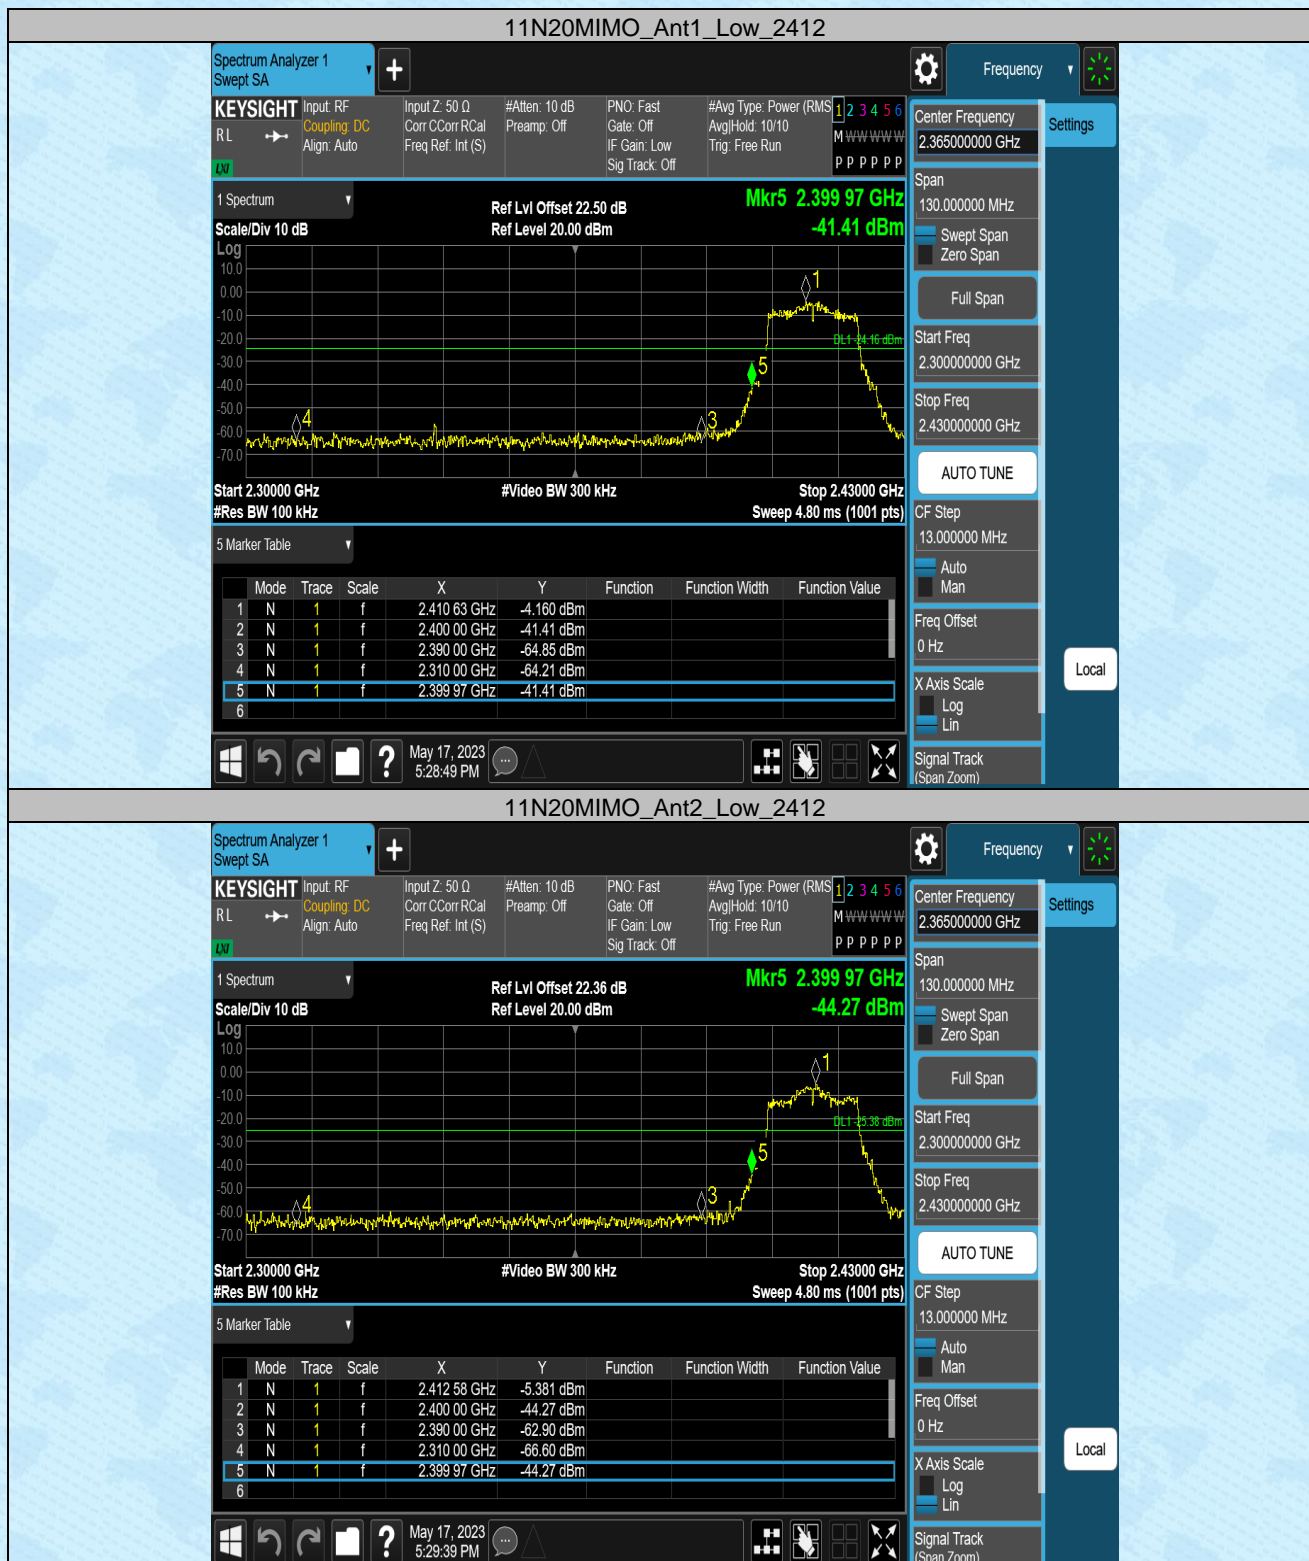 11N20MIMO_Ant1_Low_2412
Spectrum Analyzer 1
Swept SA
Frequency
KEYSIGHT
RL
LXI
Input: RF
Coupling: DC
Align: Auto
Input Z: 50 Ω
Corr CCorr RCal
Freq Ref: Int (S)
#Atten: 10 dB
Preamp: Off
PNO: Fast
Gate: Off
IF Gain: Low
Sig Track: Off
#Avg Type: Power (RMS
Avg|Hold: 10/10
Trig: Free Run
1 2 3 4 5 6
M W W W W W
P P P P P P
1 Spectrum
Scale/Div 10 dB
Ref Lvl Offset 22.50 dB
Ref Level 20.00 dBm
Mkr5 2.399 97 GHz
-41.41 dBm
Log
10.0
0.00
-10.0
-20.0
-30.0
-40.0
-50.0
-60.0
-70.0
1
DL1 -24.16 dBm
5
4
3
Start 2.30000 GHz
#Video BW 300 kHz
Stop 2.43000 GHz
#Res BW 100 kHz
Sweep 4.80 ms (1001 pts)
5 Marker Table
Mode Trace Scale X Y Function Function Width Function Value
1 N 1 f 2.410 63 GHz -4.160 dBm
2 N 1 f 2.400 00 GHz -41.41 dBm
3 N 1 f 2.390 00 GHz -64.85 dBm
4 N 1 f 2.310 00 GHz -64.21 dBm
5 N 1 f 2.399 97 GHz -41.41 dBm
6
?
May 17, 2023
5:28:49 PM
Center Frequency
2.365000000 GHz
Settings
Span
130.000000 MHz
Swept Span
Zero Span
Full Span
Start Freq
2.300000000 GHz
Stop Freq
2.430000000 GHz
AUTO TUNE
CF Step
13.000000 MHz
Auto
Man
Freq Offset
0 Hz
Local
X Axis Scale
Log
Lin
Signal Track
(Span Zoom)
11N20MIMO_Ant2_Low_2412
Spectrum Analyzer 1
Swept SA
Frequency
KEYSIGHT
RL
LXI
Input: RF
Coupling: DC
Align: Auto
Input Z: 50 Ω
Corr CCorr RCal
Freq Ref: Int (S)
#Atten: 10 dB
Preamp: Off
PNO: Fast
Gate: Off
IF Gain: Low
Sig Track: Off
#Avg Type: Power (RMS
Avg|Hold: 10/10
Trig: Free Run
1 2 3 4 5 6
M W W W W W
P P P P P P
1 Spectrum
Scale/Div 10 dB
Ref Lvl Offset 22.36 dB
Ref Level 20.00 dBm
Mkr5 2.399 97 GHz
-44.27 dBm
Log
10.0
0.00
-10.0
-20.0
-30.0
-40.0
-50.0
-60.0
-70.0
1
DL1 -25.38 dBm
5
4
3
Start 2.30000 GHz
#Video BW 300 kHz
Stop 2.43000 GHz
#Res BW 100 kHz
Sweep 4.80 ms (1001 pts)
5 Marker Table
Mode Trace Scale X Y Function Function Width Function Value
1 N 1 f 2.412 58 GHz -5.381 dBm
2 N 1 f 2.400 00 GHz -44.27 dBm
3 N 1 f 2.390 00 GHz -62.90 dBm
4 N 1 f 2.310 00 GHz -66.60 dBm
5 N 1 f 2.399 97 GHz -44.27 dBm
6
?
May 17, 2023
5:29:39 PM
Center Frequency
2.365000000 GHz
Settings
Span
130.000000 MHz
Swept Span
Zero Span
Full Span
Start Freq
2.300000000 GHz
Stop Freq
2.430000000 GHz
AUTO TUNE
CF Step
13.000000 MHz
Auto
Man
Freq Offset
0 Hz
Local
X Axis Scale
Log
Lin
Signal Track
(Span Zoom)